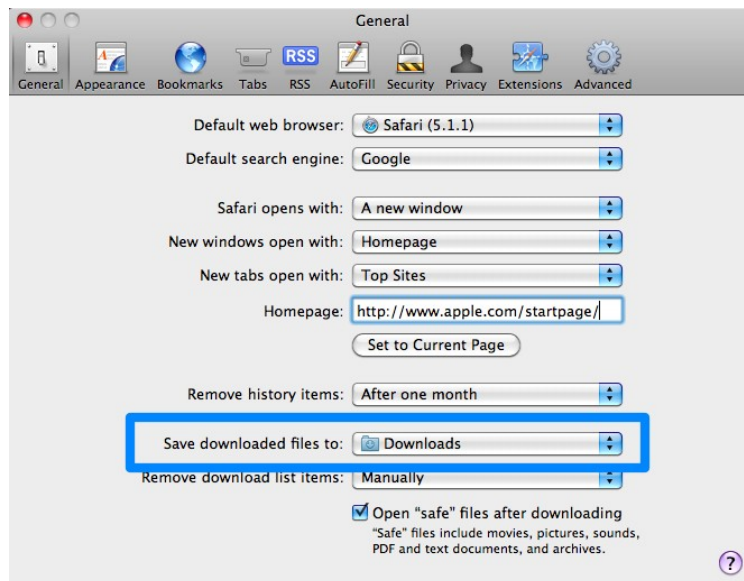 General
RSS
General Appearance Bookmarks Tabs RSS AutoFill Security Privacy Extensions Advanced
Default web browser: Safari (5.1.1)
Default search engine: Google
Safari opens with: A new window
New windows open with: Homepage
New tabs open with: Top Sites
Homepage: http://www.apple.com/startpage/
Set to Current Page
Remove history items: After one month
Save downloaded files to: Downloads
Remove download list items: Manually
Open “safe” files after downloading
“Safe” files include movies, pictures, sounds,
PDF and text documents, and archives.
?